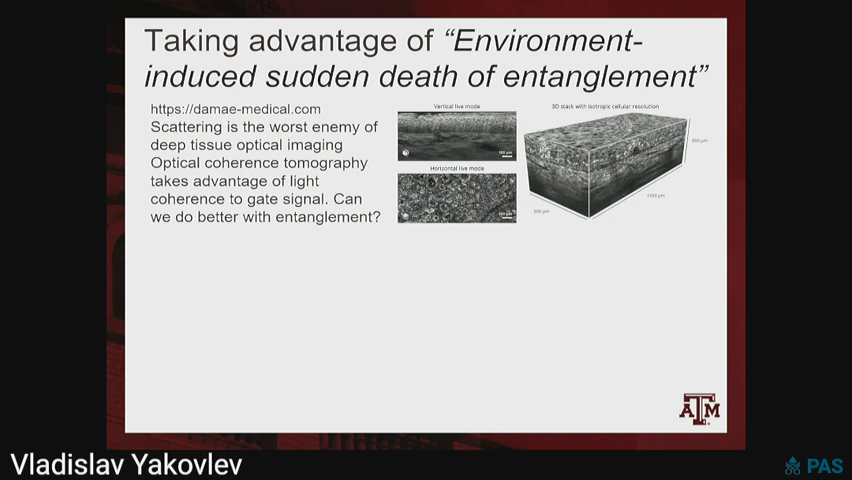 Taking advantage of “Environment-
induced sudden death of entanglement”
https://damae-medical.com
Scattering is the worst enemy of
deep tissue optical imaging
Optical coherence tomography
takes advantage of light
coherence to gate signal. Can
we do better with entanglement?
Vertical live mode
Horizontal live mode
3D stack with isotropic cellular resolution
ATM
Vladislav Yakovlev
PAS